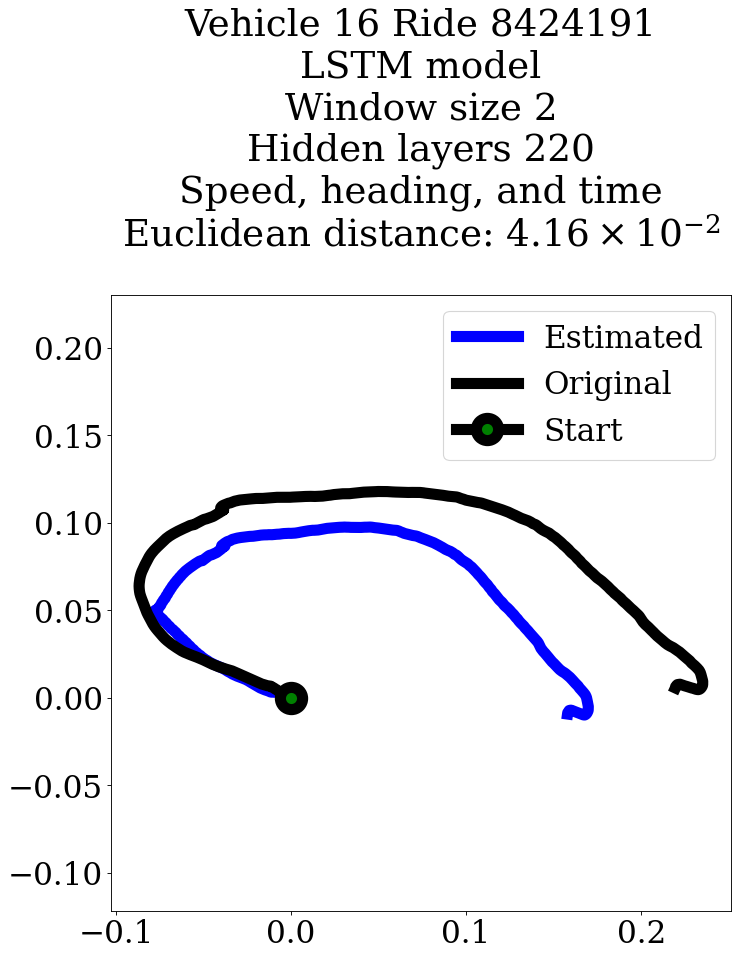 Vehicle 16 Ride 8424191
LSTM model
Window size 2
Hidden layers 220
Speed, heading, and time
Euclidean distance: 4.16 × 10⁻²
Estimated
Original
Start
0.20
0.15
0.10
0.05
0.00
−0.05
−0.10
−0.1 0.0 0.1 0.2